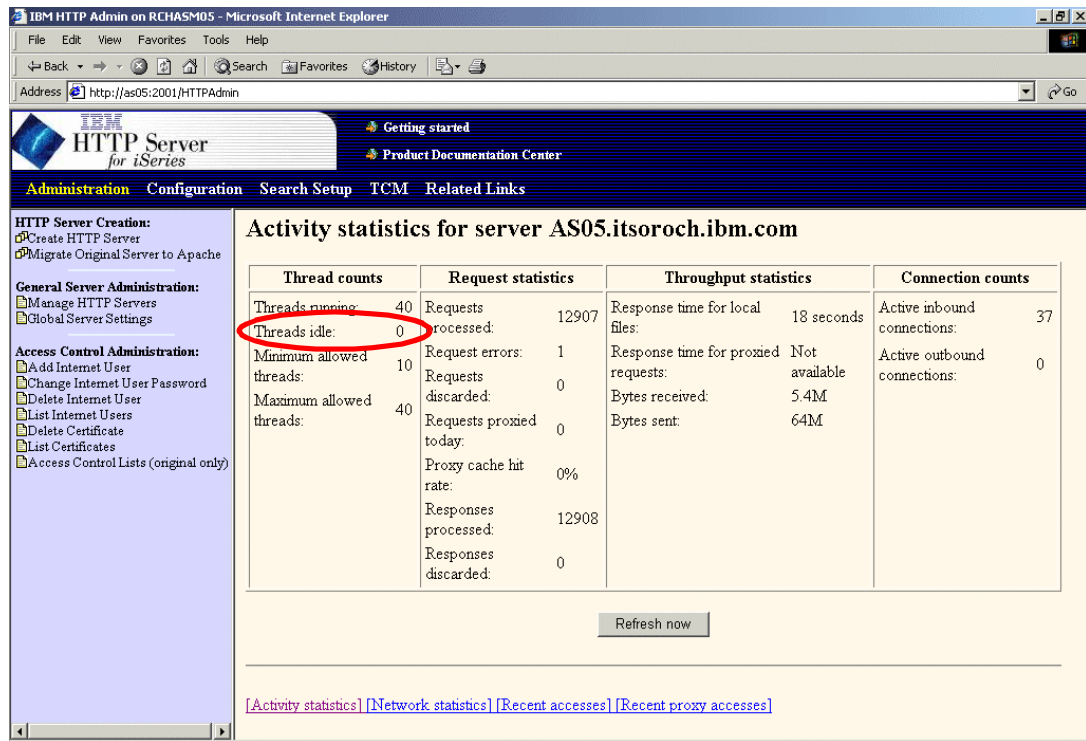 IBM HTTP Admin on RCHASM05 - Microsoft Internet Explorer
File Edit View Favorites Tools Help
Back Search Favorites History
Address http://as05:2001/HTTPAdmin Go
IBM
HTTP Server
for iSeries
Getting started
Product Documentation Center
Administration Configuration Search Setup TCM Related Links
HTTP Server Creation:
Create HTTP Server
Migrate Original Server to Apache
General Server Administration:
Manage HTTP Servers
Global Server Settings
Access Control Administration:
Add Internet User
Change Internet User Password
Delete Internet User
List Internet Users
Delete Certificate
List Certificates
Access Control Lists (original only)
Activity statistics for server AS05.itsoroch.ibm.com
Thread counts
Threads running: 40
Threads idle: 0
Minimum allowed
threads: 10
Maximum allowed
threads: 40
Request statistics
Requests
processed: 12907
Request errors: 1
Requests
discarded: 0
Requests proxied
today: 0
Proxy cache hit
rate: 0%
Responses
processed: 12908
Responses
discarded: 0
Throughput statistics
Response time for local
files: 18 seconds
Response time for proxied Not
requests: available
Bytes received: 5.4M
Bytes sent: 64M
Connection counts
Active inbound
connections: 37
Active outbound
connections: 0
Refresh now
[Activity statistics] [Network statistics] [Recent accesses] [Recent proxy accesses]